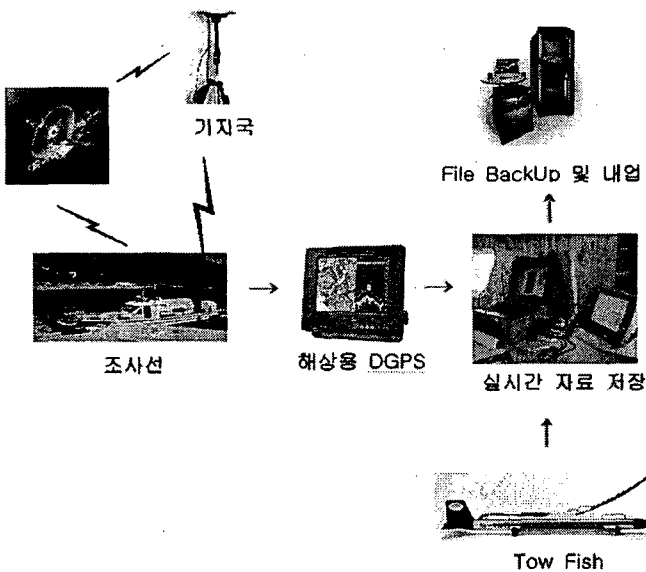 기지국
File BackUp 및 내업
조사선
해상용 DGPS
실시간 자료 저장
Tow Fish